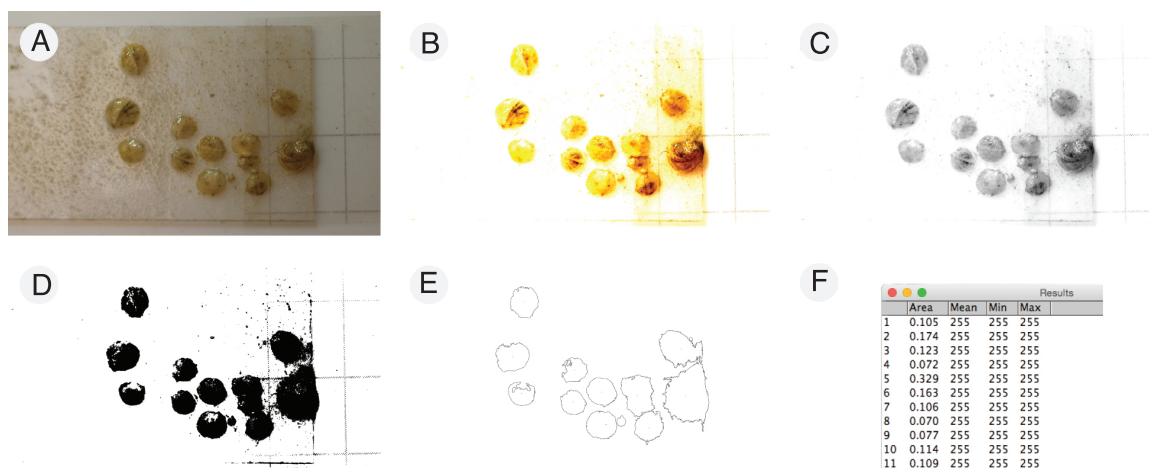 A
B
C
D
E
F
Results
Area Mean Min Max
1 0.105 255 255 255
2 0.174 255 255 255
3 0.123 255 255 255
4 0.072 255 255 255
5 0.329 255 255 255
6 0.163 255 255 255
7 0.106 255 255 255
8 0.070 255 255 255
9 0.077 255 255 255
10 0.114 255 255 255
11 0.109 255 255 255